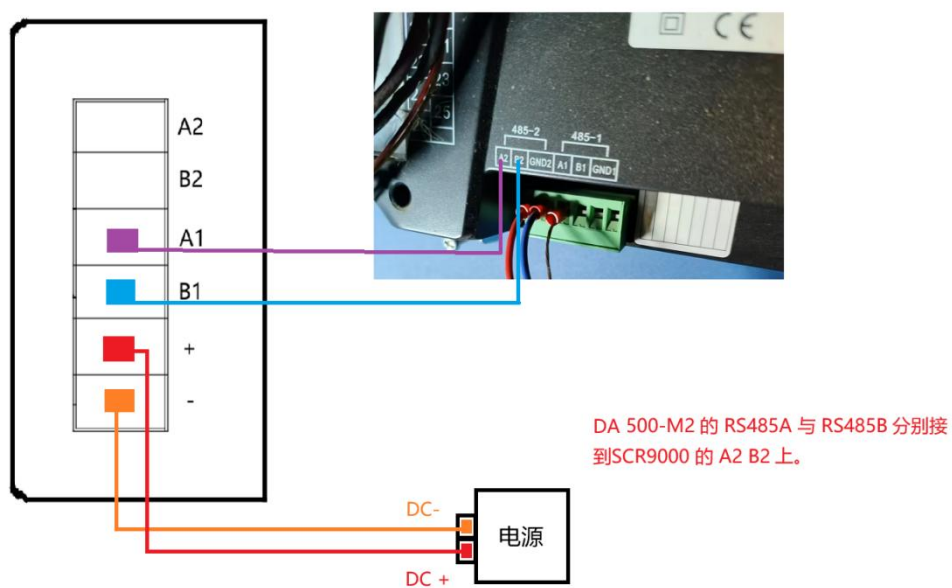 A2
B2
A1
B1
+
-
CE
485-2 485-1
A2 B2 GND2 A1 B1 GND1
DA 500-M2 的 RS485A 与 RS485B 分别接
到SCR9000 的 A2 B2 上。
DC-
电源
DC +